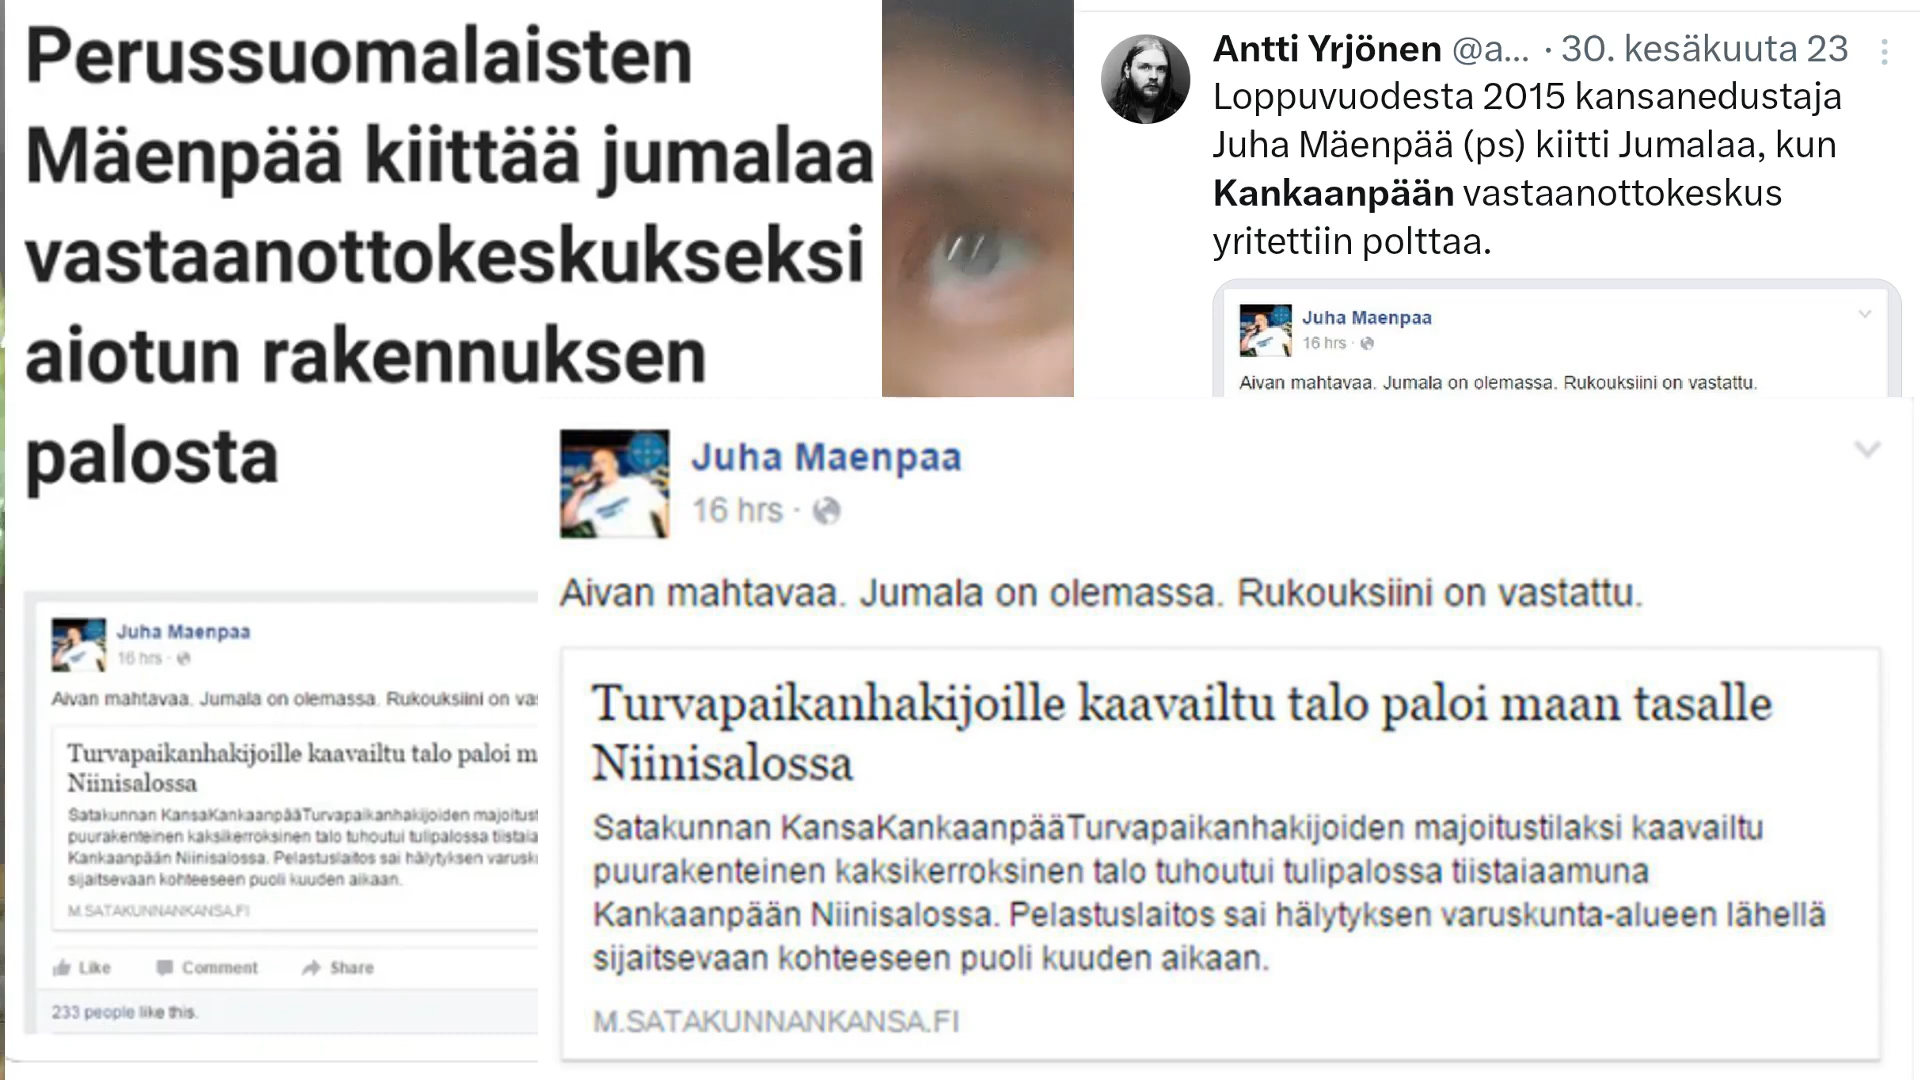 Perussuomalaisten
Mäenpää kiittää jumalaa
vastaanottokeskukseksi
aiotun rakennuksen
palosta
Juha Maenpaa
16 hrs ·
Aivan mahtavaa. Jumala on olemassa. Rukouksiini on vas
Turvapaikanhakijoille kaavailtu talo paloi m
Niinisalossa
Satakunnan KansaKankaanpääTurvapaikanhakijoiden majoitust
puurakenteinen kaksikerroksinen talo tuhoutui tulipalossa tiistaia
Kankaanpään Niinisalossa. Pelastuslaitos sai hälytyksen varusk
sijaitsevaan kohteeseen puoli kuuden aikaan.
M.SATAKUNNANKANSA.FI
Like Comment Share
233 people like this.
Antti Yrjönen @a... · 30. kesäkuuta 23
Loppuvuodesta 2015 kansanedustaja
Juha Mäenpää (ps) kiitti Jumalaa, kun
Kankaanpään vastaanottokeskus
yritettiin polttaa.
Juha Maenpaa
16 hrs ·
Aivan mahtavaa. Jumala on olemassa. Rukouksiini on vastattu.
Juha Maenpaa
16 hrs ·
Aivan mahtavaa. Jumala on olemassa. Rukouksiini on vastattu.
Turvapaikanhakijoille kaavailtu talo paloi maan tasalle
Niinisalossa
Satakunnan KansaKankaanpääTurvapaikanhakijoiden majoitustilaksi kaavailtu
puurakenteinen kaksikerroksinen talo tuhoutui tulipalossa tiistaiaamuna
Kankaanpään Niinisalossa. Pelastuslaitos sai hälytyksen varuskunta-alueen lähellä
sijaitsevaan kohteeseen puoli kuuden aikaan.
M.SATAKUNNANKANSA.FI